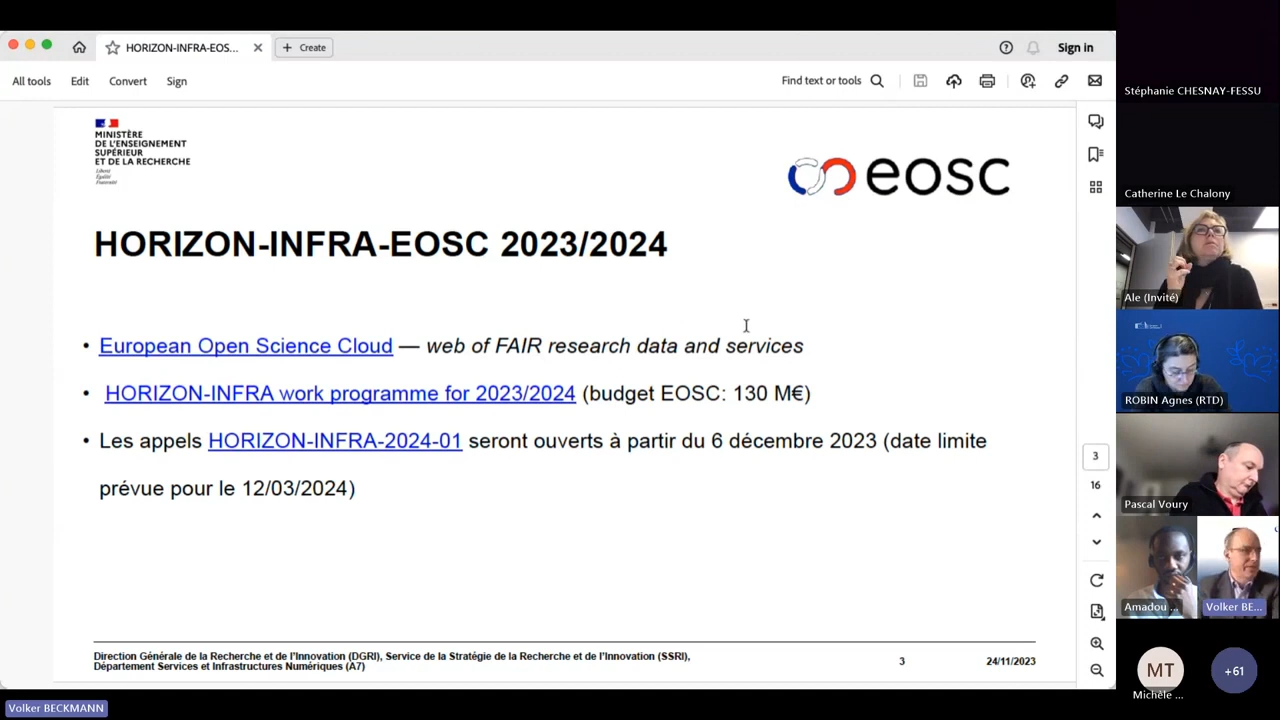 HORIZON-INFRA-EOS...
Create
Sign in
All tools
Edit
Convert
Sign
Find text or tools
MINISTÈRE
DE L'ENSEIGNEMENT
SUPÉRIEUR
ET DE LA RECHERCHE
Liberté
Égalité
Fraternité
eosc
HORIZON-INFRA-EOSC 2023/2024
• European Open Science Cloud — web of FAIR research data and services
• HORIZON-INFRA work programme for 2023/2024 (budget EOSC: 130 M€)
• Les appels HORIZON-INFRA-2024-01 seront ouverts à partir du 6 décembre 2023 (date limite
prévue pour le 12/03/2024)
Direction Générale de la Recherche et de l'Innovation (DGRI), Service de la Stratégie de la Recherche et de l'Innovation (SSRI),
Département Services et Infrastructures Numériques (A7)
3
24/11/2023
3
16
Stéphanie CHESNAY-FESSU
Catherine Le Chalony
Ale (Invité)
ROBIN Agnes (RTD)
Pascal Voury
Amadou ...
Volker BE...
MT
Michèle ...
+61
Volker BECKMANN